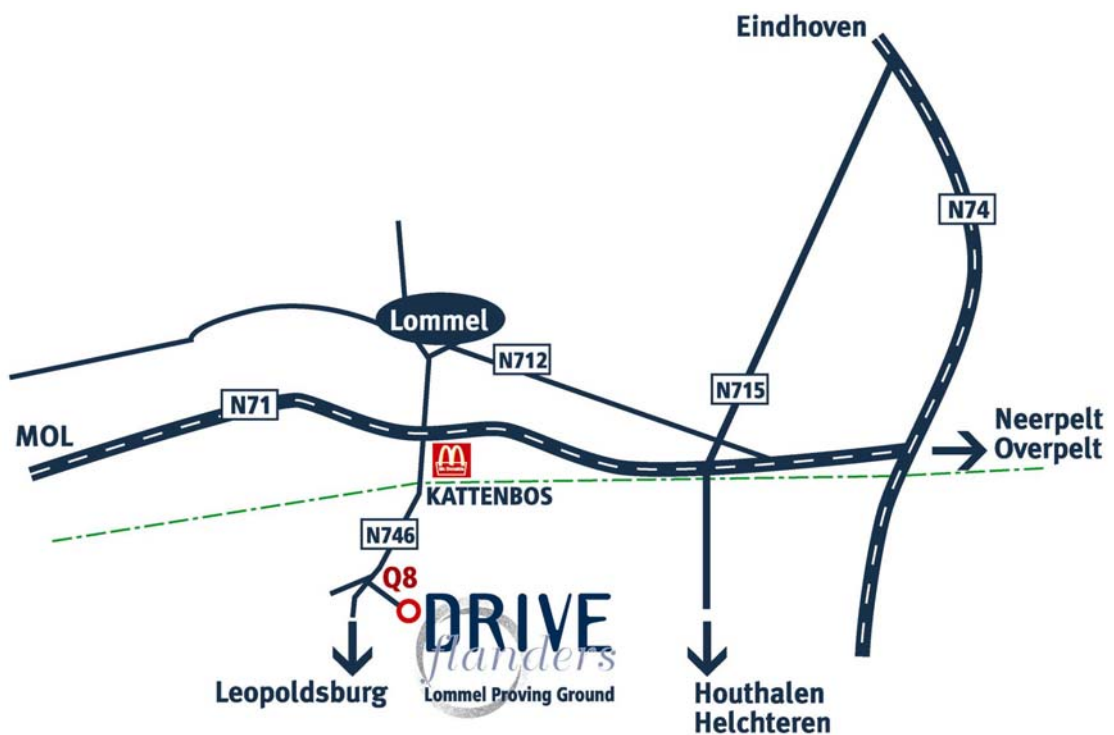 Eindhoven
N74
Lommel
N712
N715
N71
MOL
Neerpelt
Overpelt
KATTENBOS
N746
Q8
DRIVE
flanders
Lommel Proving Ground
Leopoldsburg
Houthalen
Helchteren